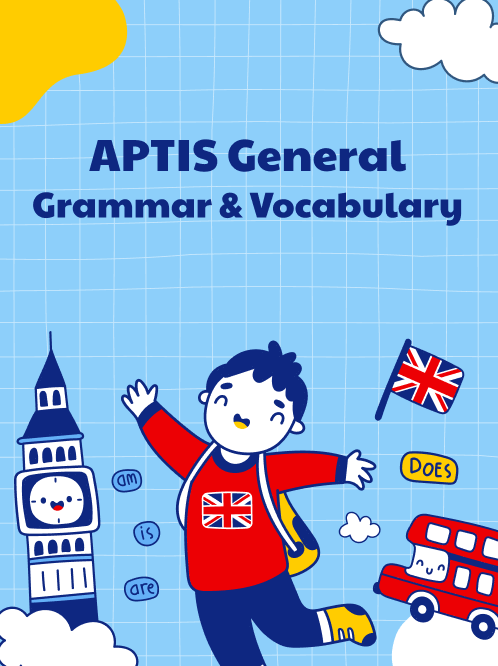 APTIS General
Grammar & Vocabulary
am
is
are
DOES